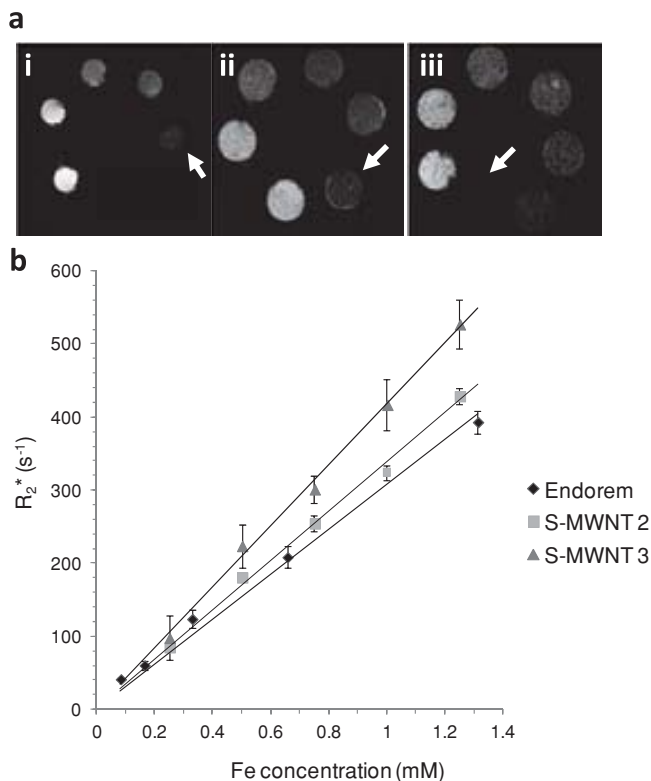 a
i
ii
iii
b
600
500
400
300
200
100
0
R₂* (s⁻¹)
0
0.2
0.4
0.6
0.8
1
1.2
1.4
Fe concentration (mM)
Endorem
S-MWNT 2
S-MWNT 3